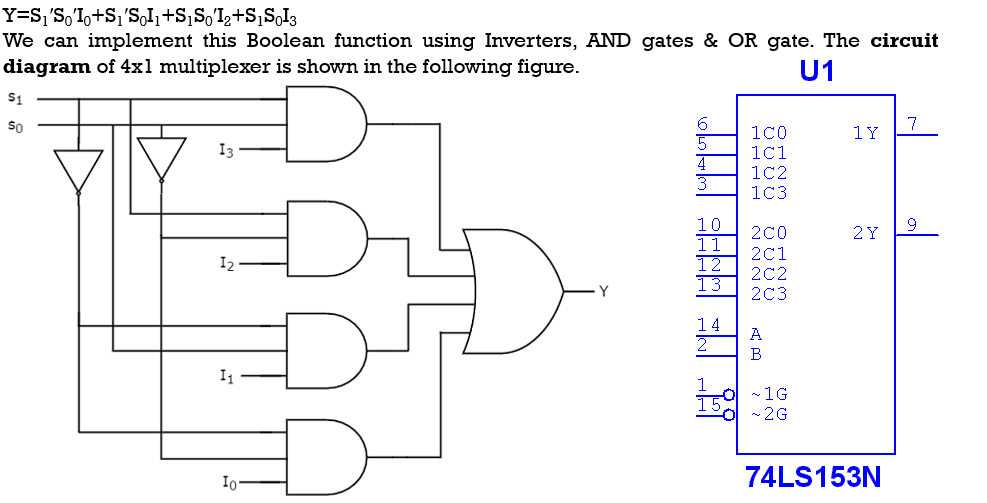 Y=S₁′S₀′I₀+S₁′S₀I₁+S₁S₀′I₂+S₁S₀I₃
We can implement this Boolean function using Inverters, AND gates & OR gate. The circuit
diagram of 4x1 multiplexer is shown in the following figure.
S₁
S₀
I₃
I₂
I₁
I₀
Y
U1
6 1C0 1Y 7
5 1C1
4 1C2
3 1C3
10 2C0 2Y 9
11 2C1
12 2C2
13 2C3
14 A
2 B
1 ~1G
15 ~2G
74LS153N